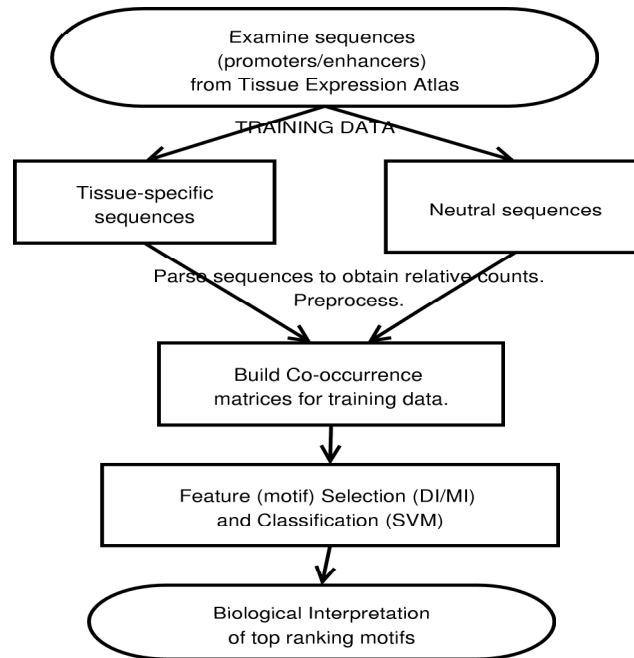 Examine sequences
(promoters/enhancers)
from Tissue Expression Atlas
TRAINING DATA
Tissue-specific
sequences
Neutral sequences
Parse sequences to obtain relative counts.
Preprocess.
Build Co-occurrence
matrices for training data.
Feature (motif) Selection (DI/MI)
and Classification (SVM)
Biological Interpretation
of top ranking motifs